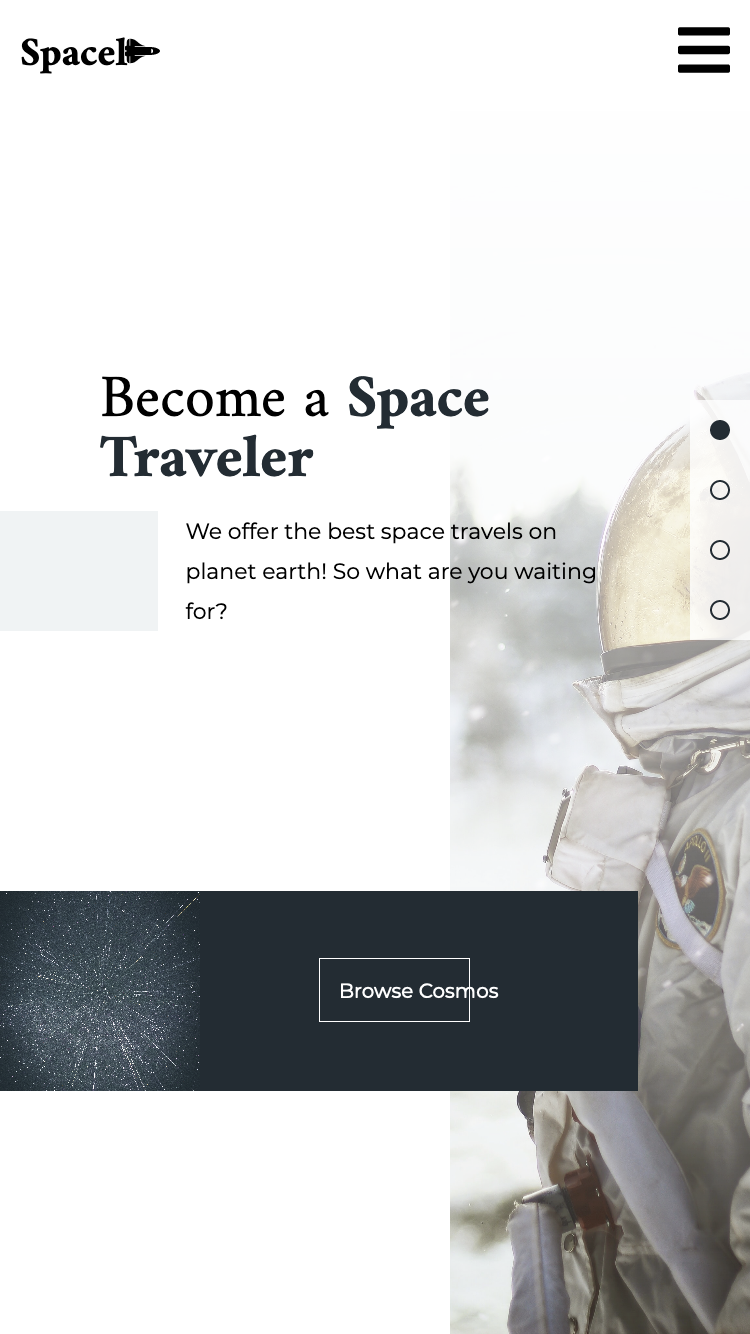 Spacel
Become a Space
Traveler
We offer the best space travels on
planet earth! So what are you waiting
for?
Browse Cosmos